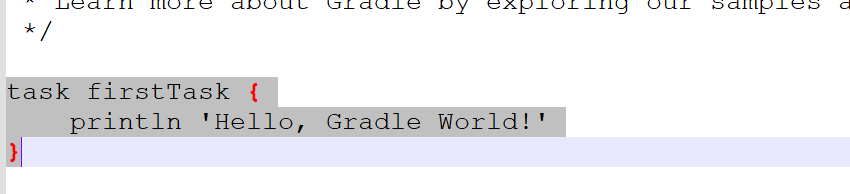 * Learn more about Gradle by exploring our samples a
*/
task firstTask {
println 'Hello, Gradle World!'
}